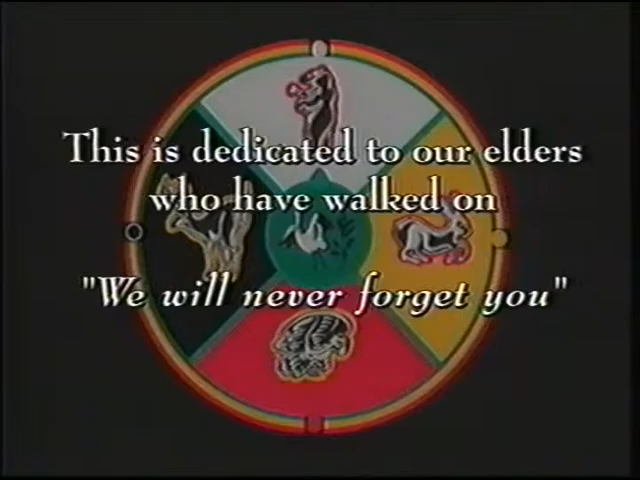 This is dedicated to our elders
who have walked on
"We will never forget you"